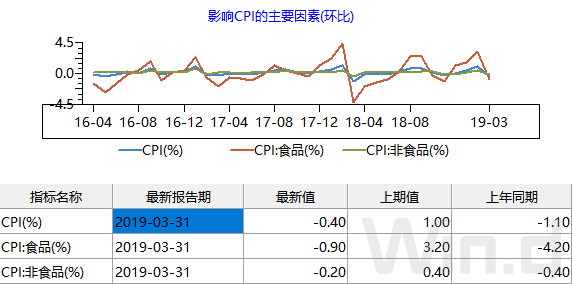 影响CPI的主要因素(环比)
4.5
0.0
-4.5
16-04 16-08 16-12 17-04 17-08 17-12 18-04 18-08 19-03
CPI(%) CPI:食品(%) CPI:非食品(%)
指标名称 最新报告期 最新值 上期值 上年同期
CPI(%) 2019-03-31 -0.40 1.00 -1.10
CPI:食品(%) 2019-03-31 -0.90 3.20 -4.20
CPI:非食品(%) 2019-03-31 -0.20 0.40 -0.40
Win.d